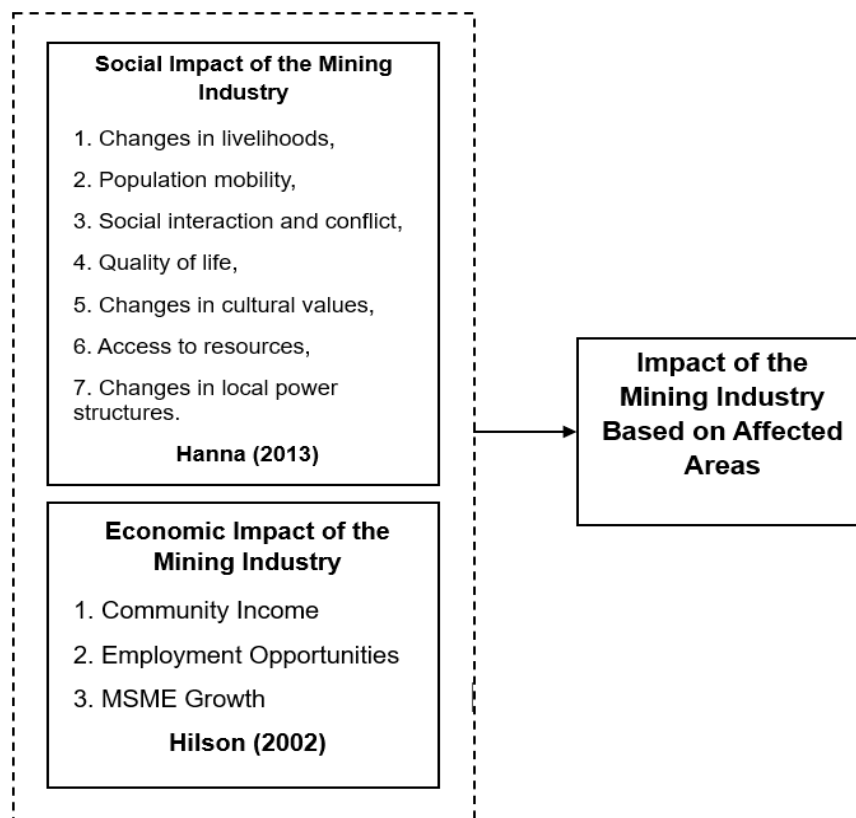 Social Impact of the Mining
Industry
1. Changes in livelihoods,
2. Population mobility,
3. Social interaction and conflict,
4. Quality of life,
5. Changes in cultural values,
6. Access to resources,
7. Changes in local power
structures.
Hanna (2013)
Economic Impact of the
Mining Industry
1. Community Income
2. Employment Opportunities
3. MSME Growth
Hilson (2002)
Impact of the
Mining Industry
Based on Affected
Areas